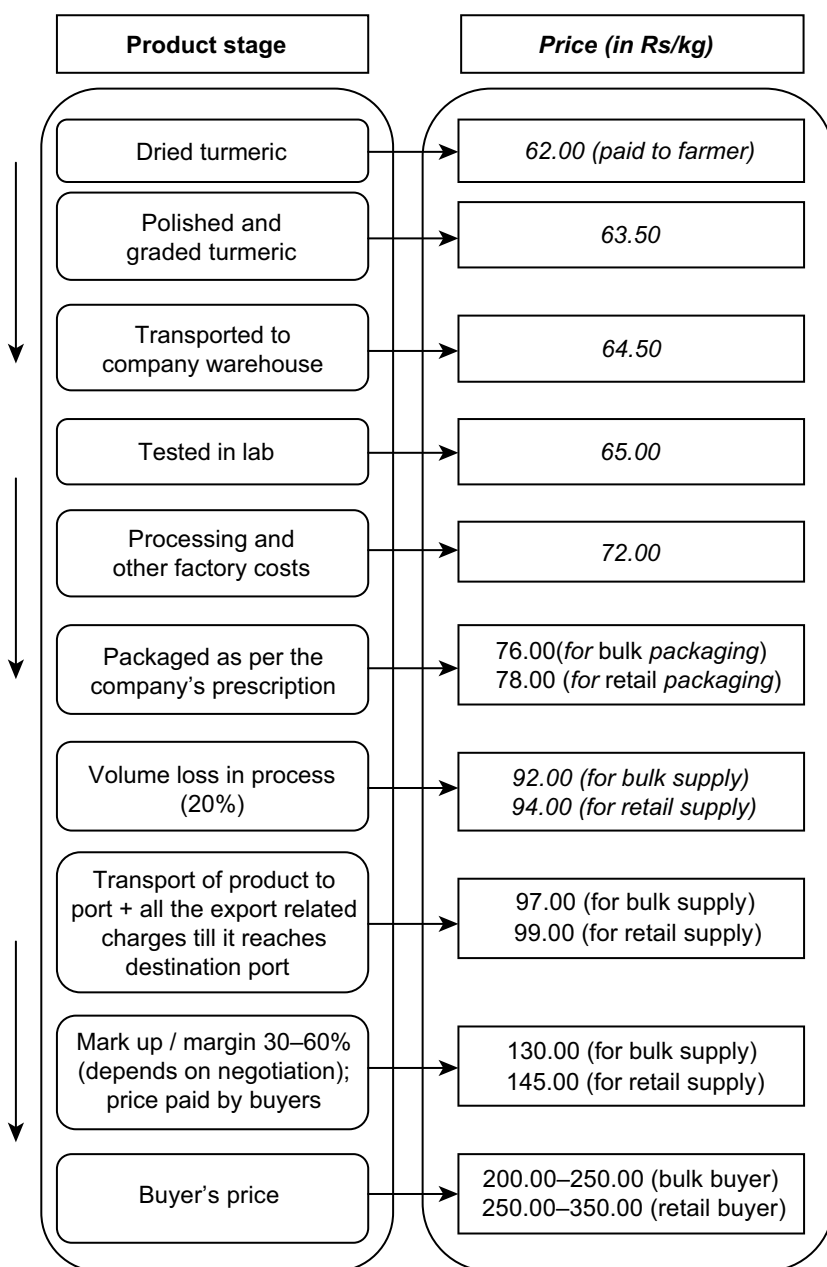 Product stage
Price (in Rs/kg)
Dried turmeric
62.00 (paid to farmer)
Polished and
graded turmeric
63.50
Transported to
company warehouse
64.50
Tested in lab
65.00
Processing and
other factory costs
72.00
Packaged as per the
company's prescription
76.00(for bulk packaging)
78.00 (for retail packaging)
Volume loss in process
(20%)
92.00 (for bulk supply)
94.00 (for retail supply)
Transport of product to
port + all the export related
charges till it reaches
destination port
97.00 (for bulk supply)
99.00 (for retail supply)
Mark up / margin 30–60%
(depends on negotiation);
price paid by buyers
130.00 (for bulk supply)
145.00 (for retail supply)
Buyer's price
200.00–250.00 (bulk buyer)
250.00–350.00 (retail buyer)